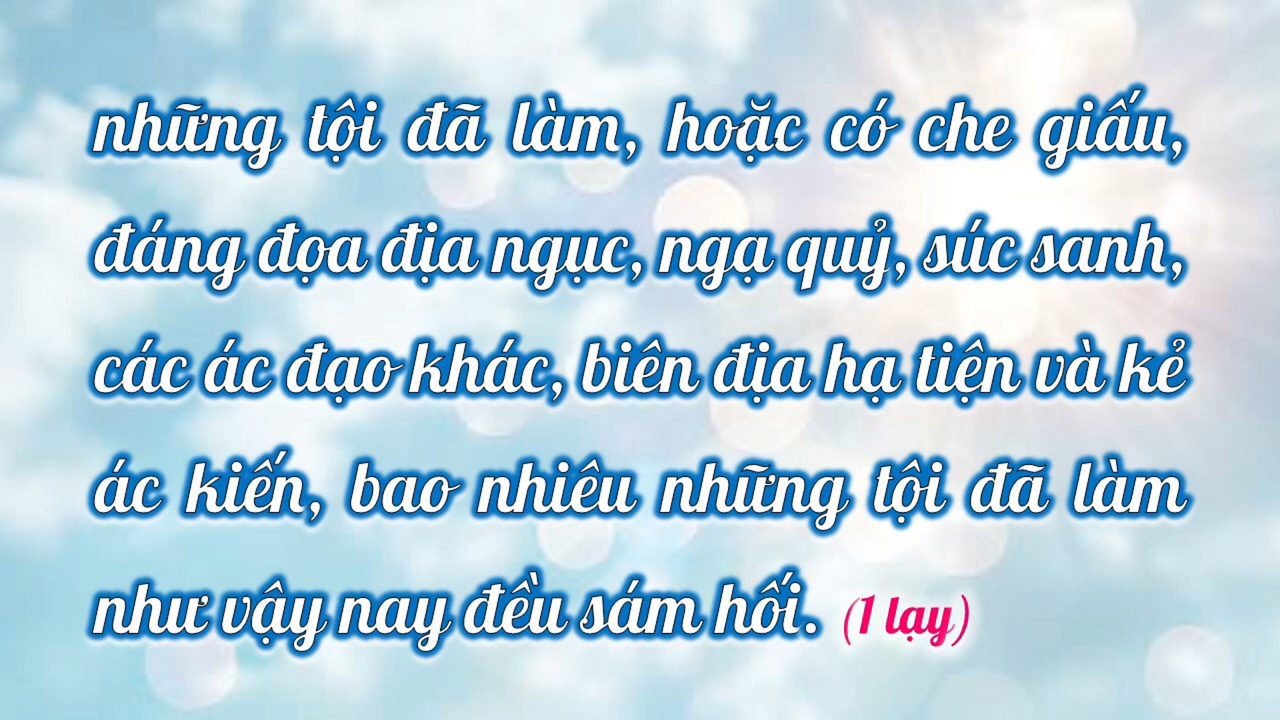 những tội đã làm, hoặc có che giấu,
đáng đọa địa ngục, ngạ quỷ, súc sanh,
các ác đạo khác, biên địa hạ tiện và kẻ
ác kiến, bao nhiêu những tội đã làm
như vậy nay đều sám hối. (1 lạy)